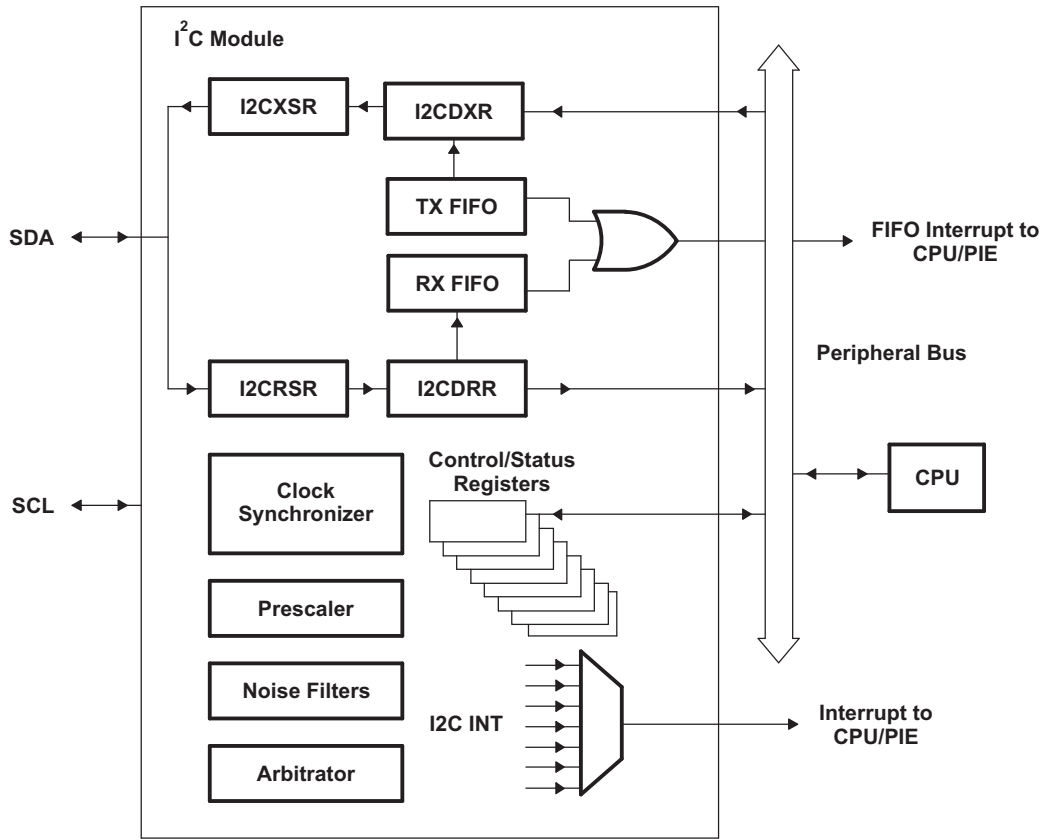 I²C Module
I2CXSR
I2CDXR
TX FIFO
SDA
FIFO Interrupt to
CPU/PIE
RX FIFO
Peripheral Bus
I2CRSR
I2CDRR
Control/Status
Registers
CPU
SCL
Clock
Synchronizer
Prescaler
Noise Filters
I2C INT
Interrupt to
CPU/PIE
Arbitrator